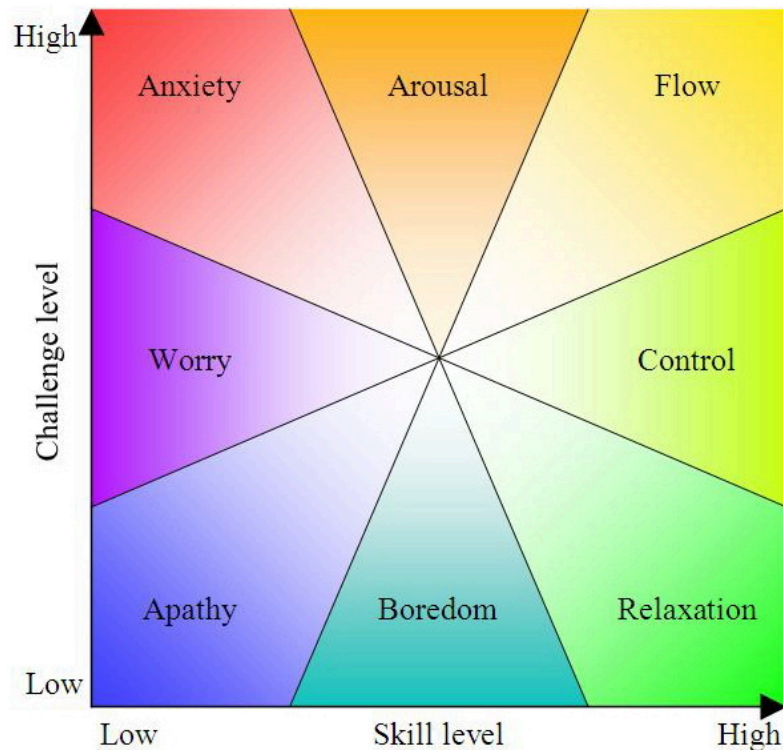 High
Anxiety
Arousal
Flow
Challenge level
Worry
Control
Apathy
Boredom
Relaxation
Low
Low
Skill level
High